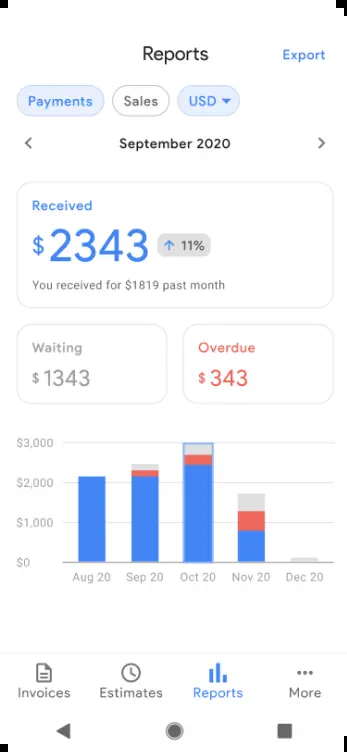 Reports
Export
Payments
Sales
USD
September 2020
Received
$2343
11%
You received for $1819 past month
Waiting
$1343
Overdue
$343
$3,000
$2,000
$1,000
$0
Aug 20
Sep 20
Oct 20
Nov 20
Dec 20
Invoices
Estimates
Reports
More